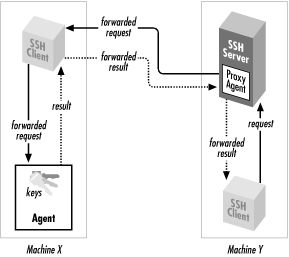 SSH
Client
forwarded
request
forwarded
result
SSH
Server
Proxy
Agent
result
forwarded
request
request
forwarded
result
keys
Agent
SSH
Client
Machine X
Machine Y